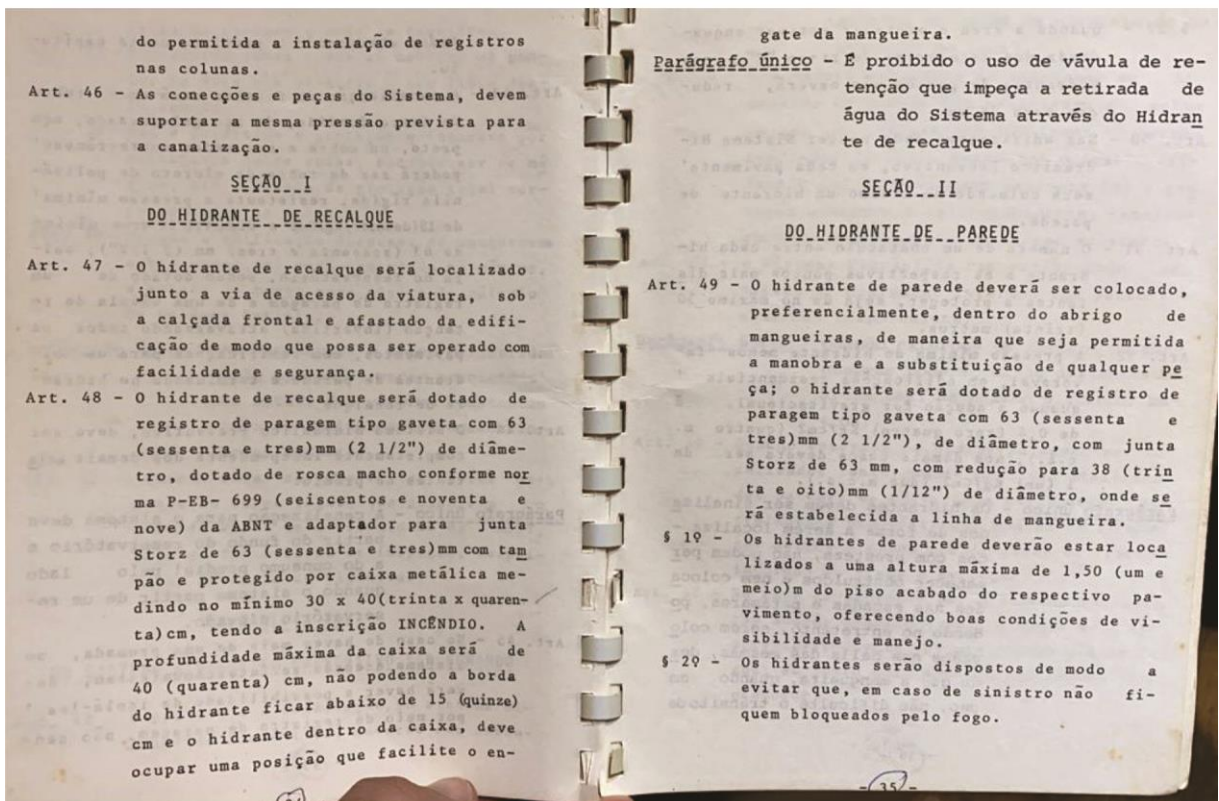 do permitida a instalação de registros
nas colunas.
Art. 46 - As conecções e peças do Sistema, devem
suportar a mesma pressão prevista para
a canalização.
SEÇÃO I
DO HIDRANTE DE RECALQUE
Art. 47 - O hidrante de recalque será localizado
junto a via de acesso da viatura, sob
a calçada frontal e afastado da edifi-
cação de modo que possa ser operado com
facilidade e segurança.
Art. 48 - O hidrante de recalque será dotado de
registro de paragem tipo gaveta com 63
(sessenta e tres)mm (2 1/2"), de diâme-
tro, dotado de rosca macho conforme nor
ma P-EB- 699 (seiscentos e noventa e
nove) da ABNT e adaptador para junta
Storz de 63 (sessenta e tres)mm com tam
pão e protegido por caixa metálica me-
dindo no mínimo 30 x 40(trinta x quaren-
ta)cm, tendo a inscrição INCÊNDIO. A
profundidade máxima da caixa será de
40 (quarenta) cm, não podendo a borda
do hidrante ficar abaixo de 15 (quinze)
cm e o hidrante dentro da caixa, deve
ocupar uma posição que facilite o en-
gate da mangueira.
Parágrafo único - É proibido o uso de vávula de re-
tenção que impeça a retirada de
água do Sistema através do Hidran
te de recalque.
SEÇÃO II
DO HIDRANTE DE PAREDE
Art. 49 - O hidrante de parede deverá ser colocado,
preferencialmente, dentro do abrigo de
mangueiras, de maneira que seja permitida
a manobra e a substituição de qualquer pe
ça; o hidrante será dotado de registro de
paragem tipo gaveta com 63 (sessenta e
tres)mm (2 1/2"), de diâmetro, com junta
Storz de 63 mm, com redução para 38 (trin
ta e oito)mm (1/12") de diâmetro, onde se
rá estabelecida a linha de mangueira.
§ 1º - Os hidrantes de parede deverão estar loca
lizados a uma altura máxima de 1,50 (um e
meio)m do piso acabado do respectivo pa-
vimento, oferecendo boas condições de vi-
sibilidade e manejo.
§ 2º - Os hidrantes serão dispostos de modo a
evitar que, em caso de sinistro não fi-
quem bloqueados pelo fogo.
-35-